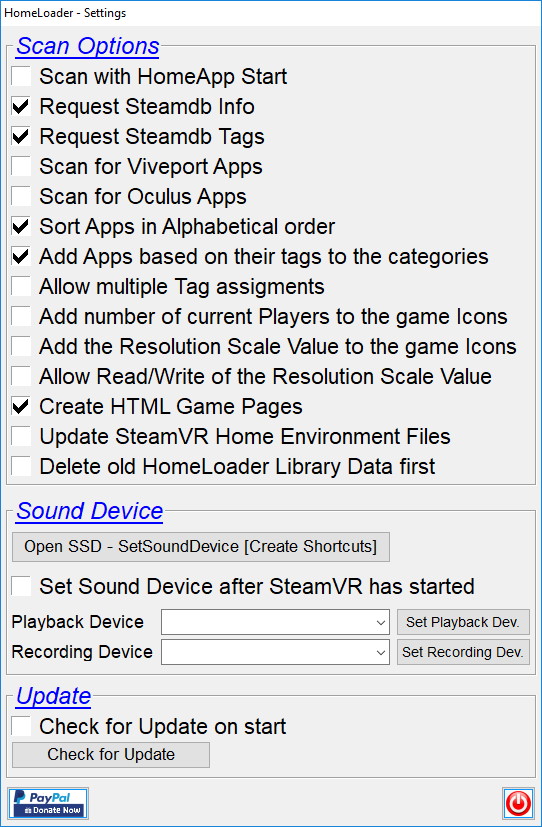 HomeLoader - Settings
Scan Options
Scan with HomeApp Start
Request Steamdb Info
Request Steamdb Tags
Scan for Viveport Apps
Scan for Oculus Apps
Sort Apps in Alphabetical order
Add Apps based on their tags to the categories
Allow multiple Tag assigments
Add number of current Players to the game Icons
Add the Resolution Scale Value to the game Icons
Allow Read/Write of the Resolution Scale Value
Create HTML Game Pages
Update SteamVR Home Environment Files
Delete old HomeLoader Library Data first
Sound Device
Open SSD - SetSoundDevice [Create Shortcuts]
Set Sound Device after SteamVR has started
Playback Device Set Playback Dev.
Recording Device Set Recording Dev.
Update
Check for Update on start
Check for Update
PayPal
Donate Now